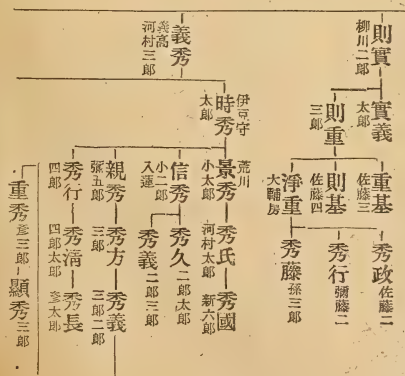 則實 柳川二郎
實義 太郎
則重 三郎
重基 佐藤三
則基 佐藤四
淨重 大輔房
秀政 佐藤二
秀行 彌藤二
秀藤 孫三郎
義秀 義高 河村三郎
時秀 伊豆守 太郎
景秀 荒川 小太郎
秀氏 河村太郎
秀國 新六郎
信秀 小二郎 入蓮
秀久 二郎太郎
秀義 二郎三郎
親秀 張五郎
秀方 三郎
秀義 三郎二郎
秀行 四郎
秀淸 四郎太郎
秀長 彥太郎
重秀 彥三郎
顯秀 三郎